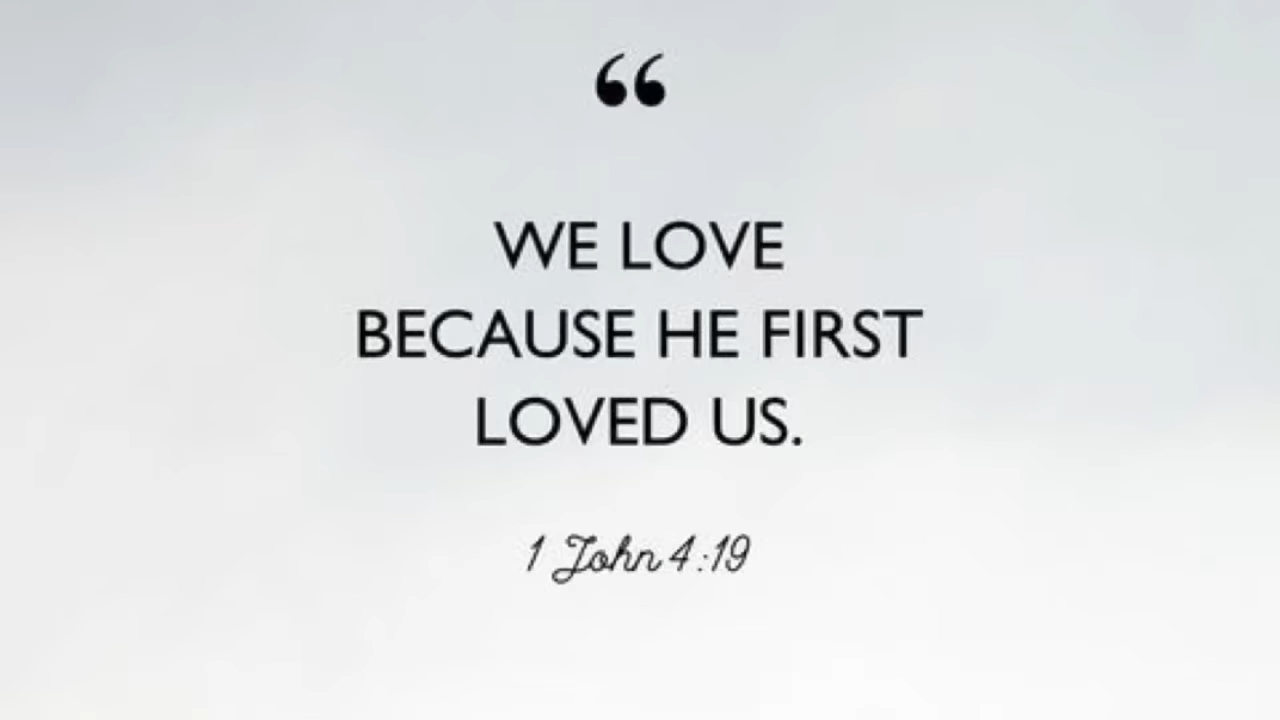 “
WE LOVE
BECAUSE HE FIRST
LOVED US.
1 John 4:19